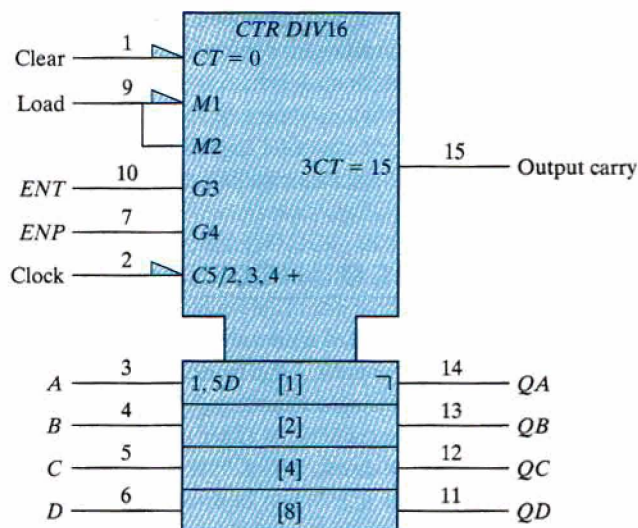 CTR DIV16
1
Clear
CT = 0
9
Load
M1
M2
15
3CT = 15
Output carry
10
ENT
G3
7
ENP
G4
2
Clock
C5/2, 3, 4 +
3
14
A
1, 5D
[1]
QA
4
13
B
[2]
QB
5
12
C
[4]
QC
6
11
D
[8]
QD